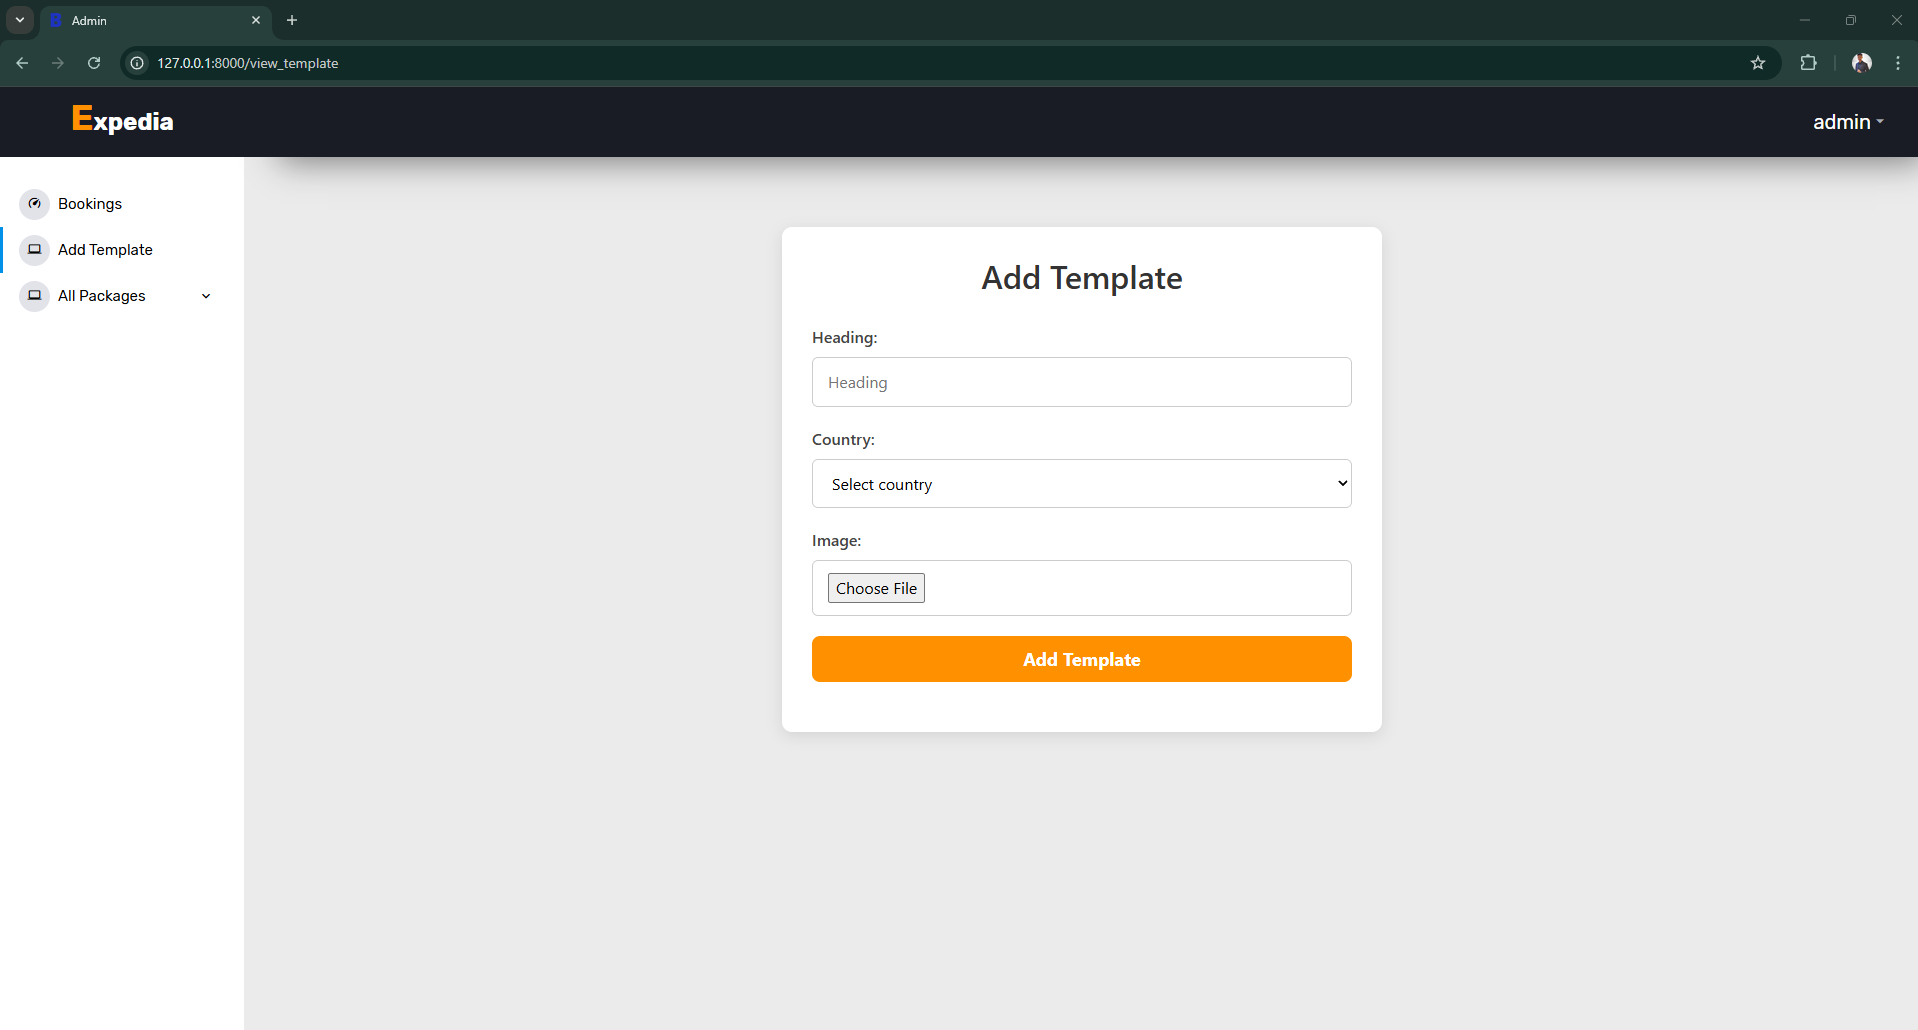 Admin
127.0.0.1:8000/view_template
Expedia
admin
Bookings
Add Template
All Packages
Add Template
Heading:
Heading
Country:
Select country
Image:
Choose File
Add Template